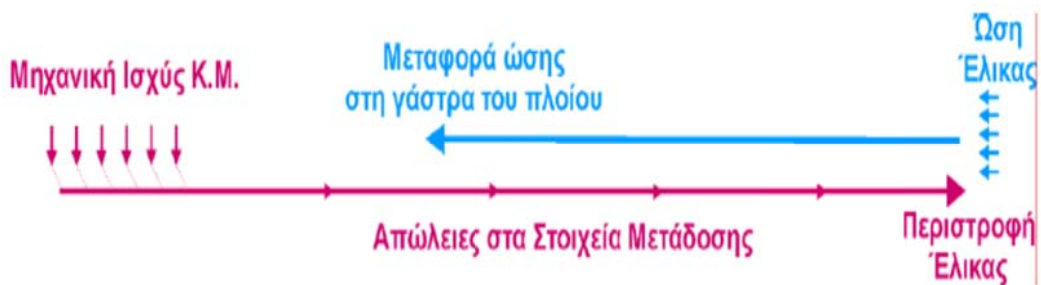 Μηχανική Ισχύς Κ.Μ.
Μεταφορά ώσης
στη γάστρα του πλοίου
Ώση
Έλικας
Απώλειες στα Στοιχεία Μετάδοσης
Περιστροφή
Έλικας